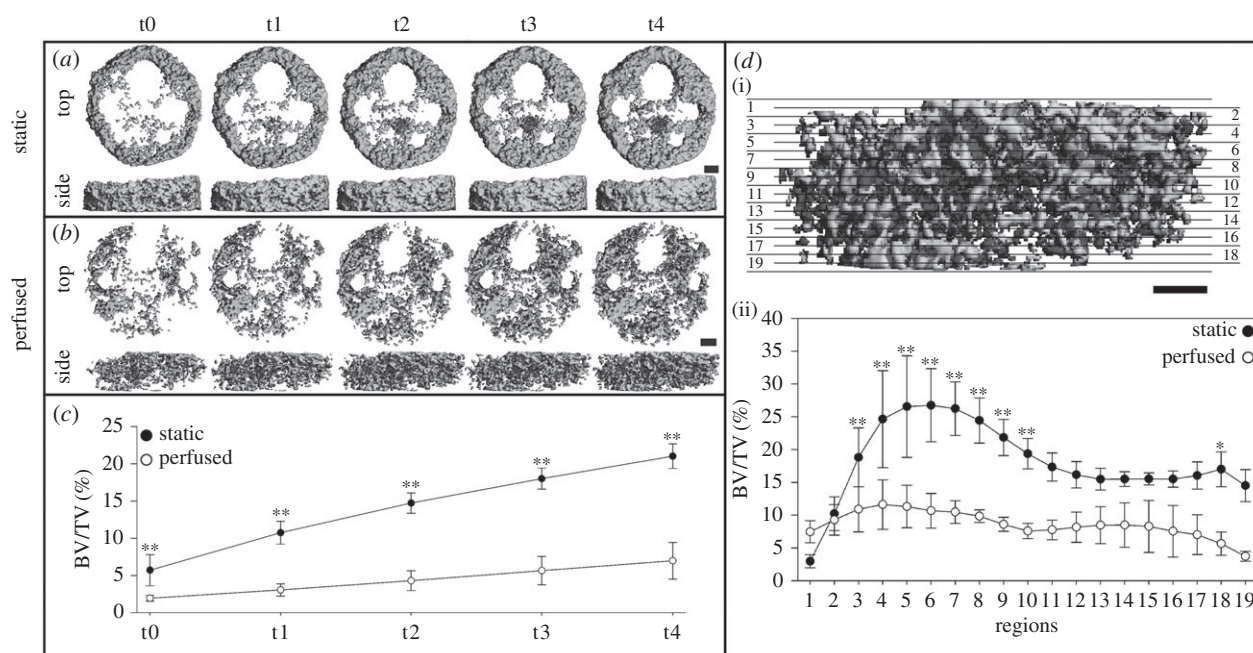 t0 t1 t2 t3 t4
static
(a)
top
side
perfused
(b)
top
side
(c)
BV/TV (%)
25
20
15
10
5
0
static
perfused
** ** ** ** **
t0 t1 t2 t3 t4
(d)
(i)
1 2
3 4
5 6
7 8
9 10
11 12
13 14
15 16
17 18
19
(ii)
BV/TV (%)
40
35
30
25
20
15
10
5
0
static
perfused
** ** ** ** ** ** ** ** *
1 2 3 4 5 6 7 8 9 10 11 12 13 14 15 16 17 18 19
regions